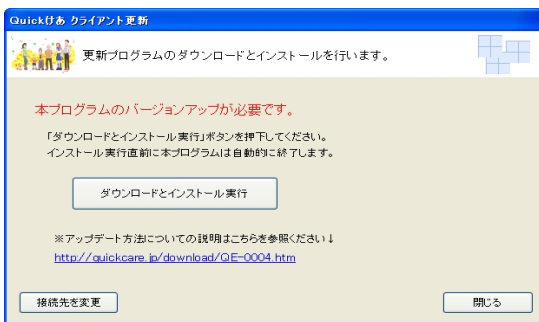 Quickけあ クライアント更新
更新プログラムのダウンロードとインストールを行います。
本プログラムのバージョンアップが必要です。
「ダウンロードとインストール実行」ボタンを押下してください。
インストール実行直前に本プログラムは自動的に終了します。
ダウンロードとインストール実行
※アップデート方法についての説明はこちらを参照ください↓
http://quickcare.jp/download/QE-0004.htm
接続先を変更
閉じる